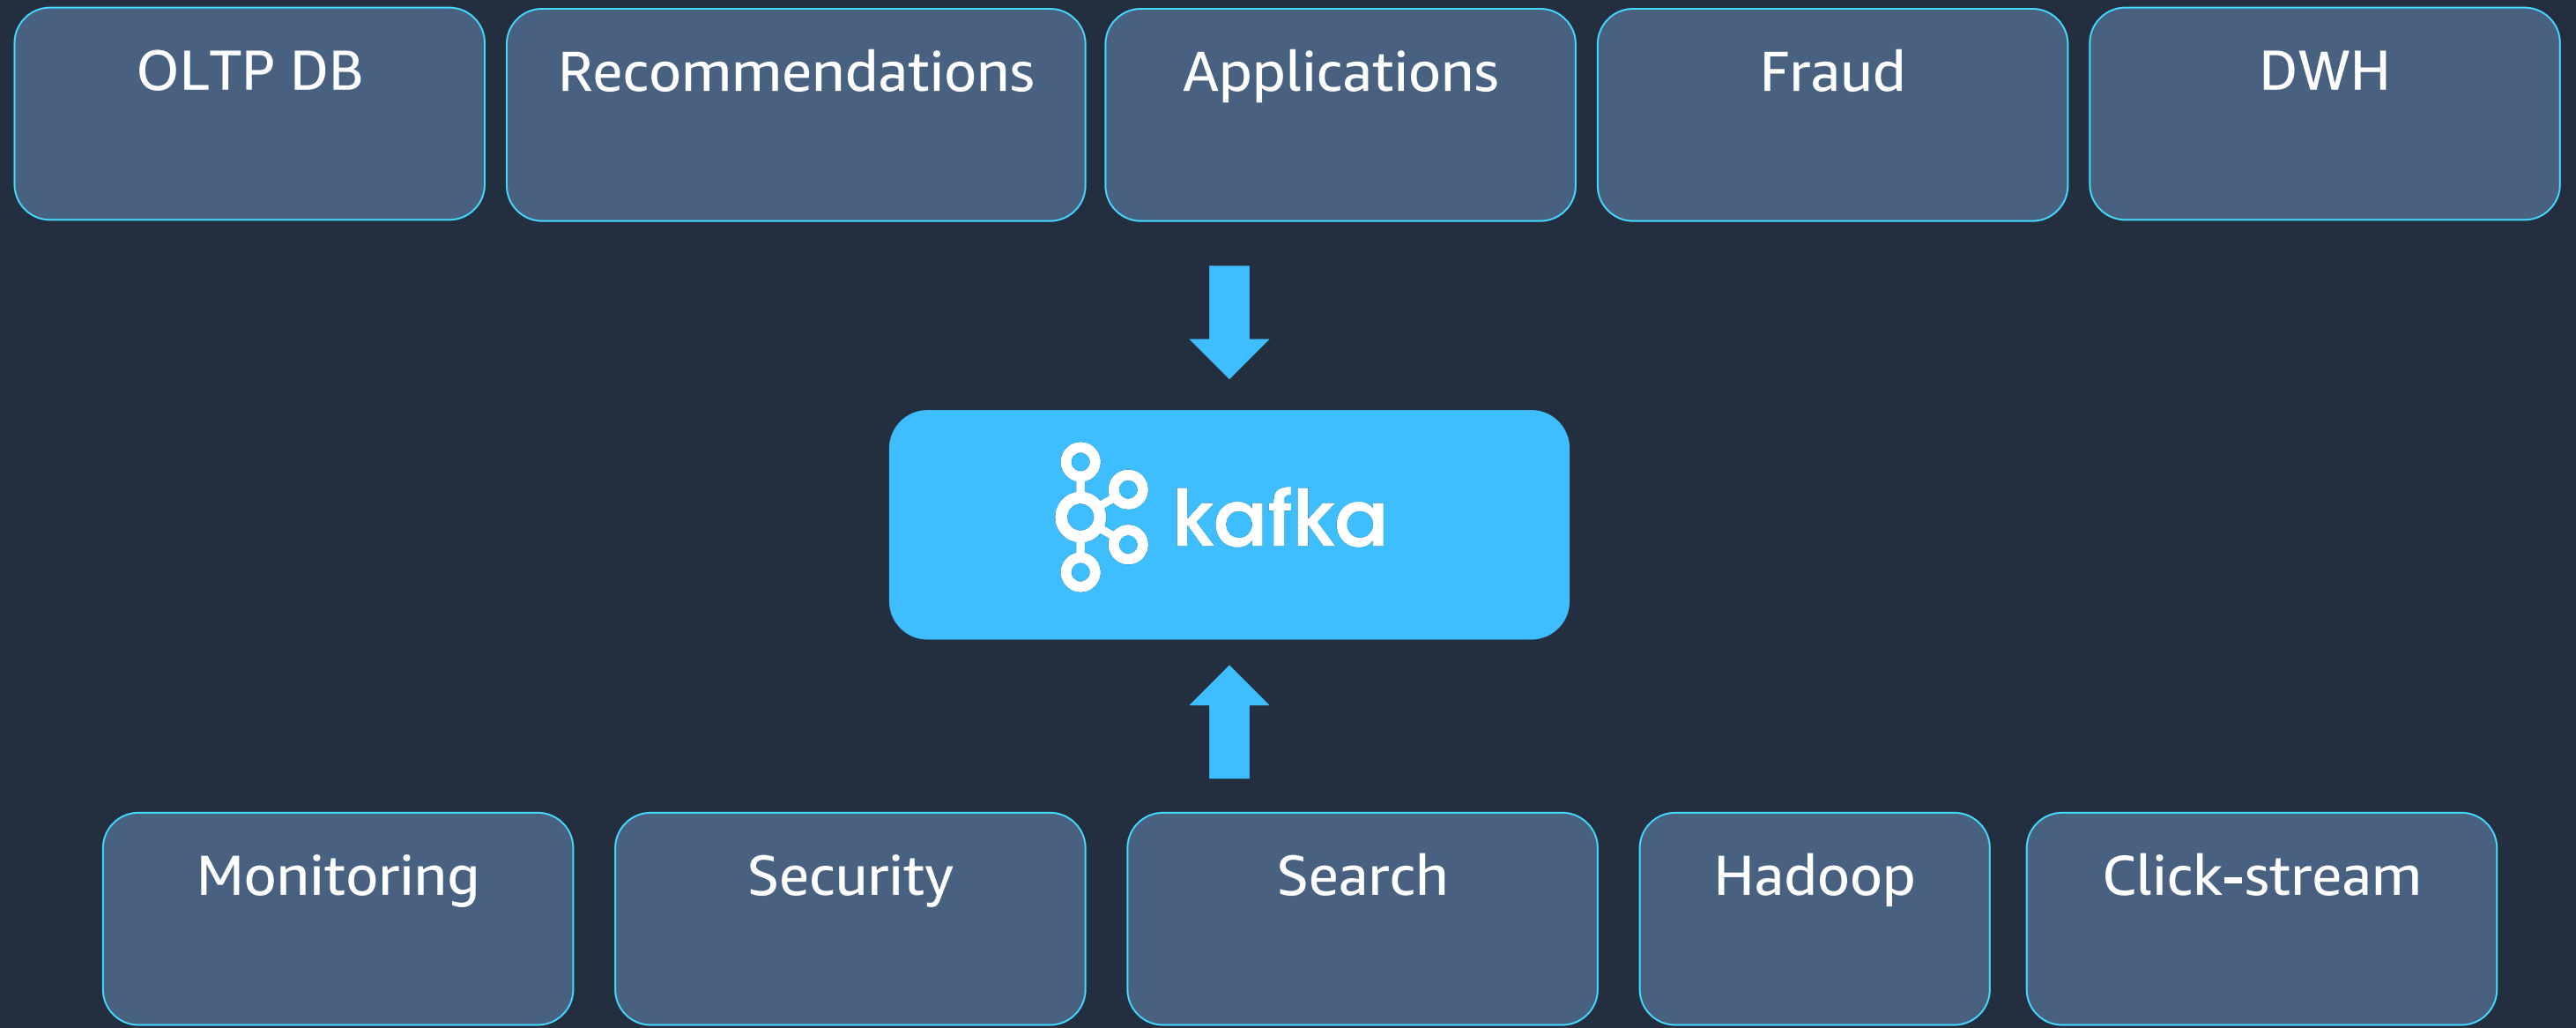 OLTP DB
Recommendations
Applications
Fraud
DWH
kafka
Monitoring
Security
Search
Hadoop
Click-stream